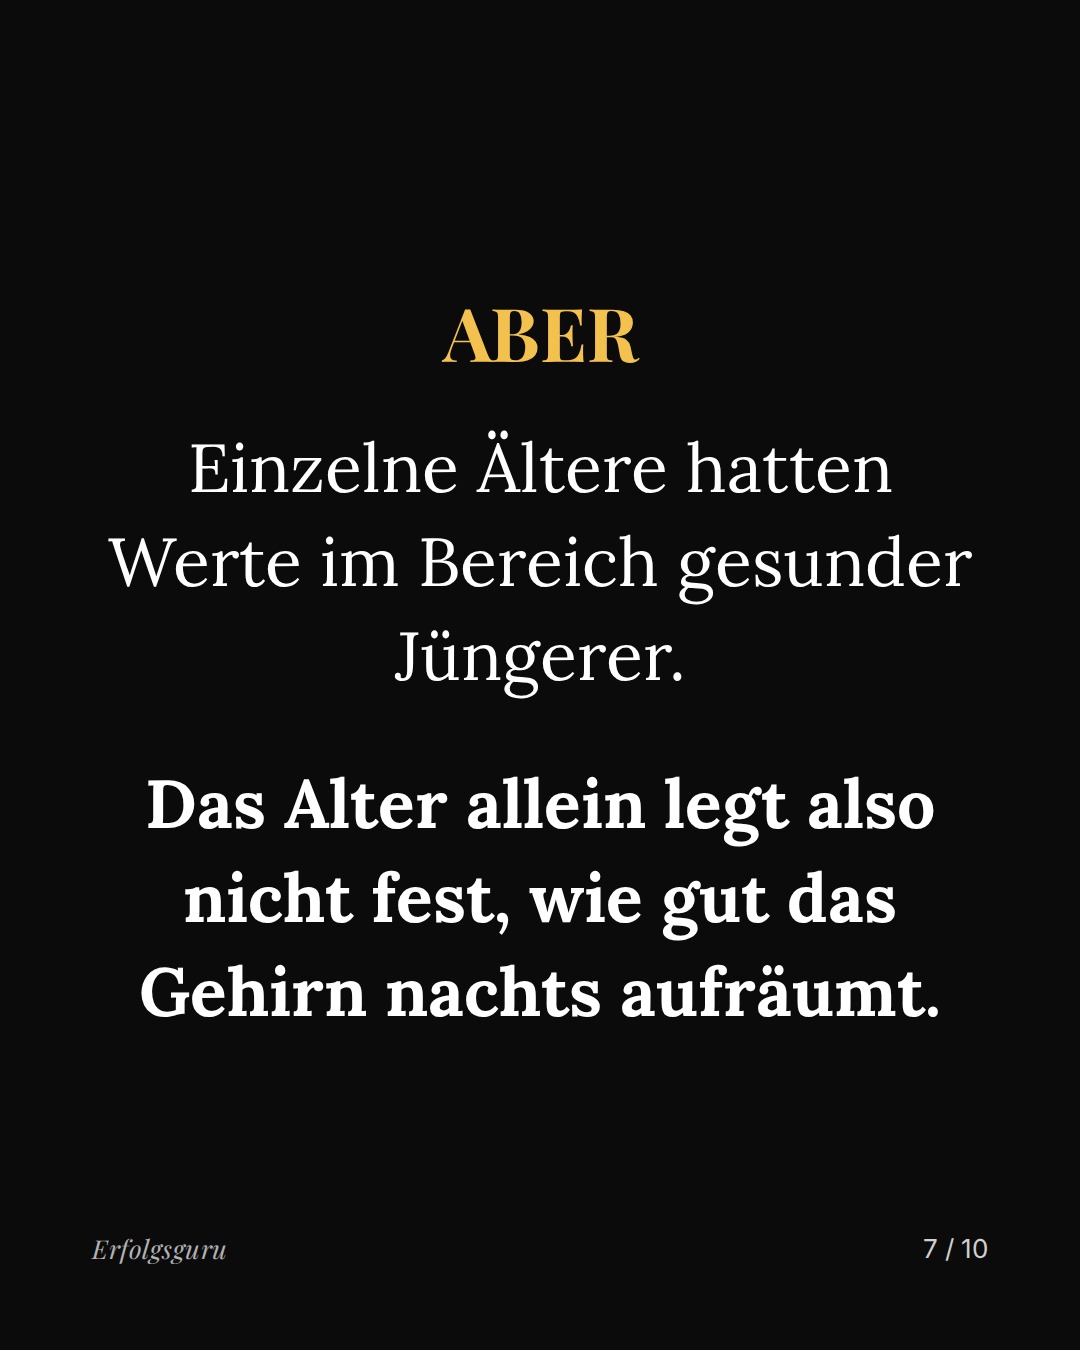 ABER
Einzelne Ältere hatten
Werte im Bereich gesunder
Jüngerer.
Das Alter allein legt also
nicht fest, wie gut das
Gehirn nachts aufräumt.
Erfolgsguru
7 / 10